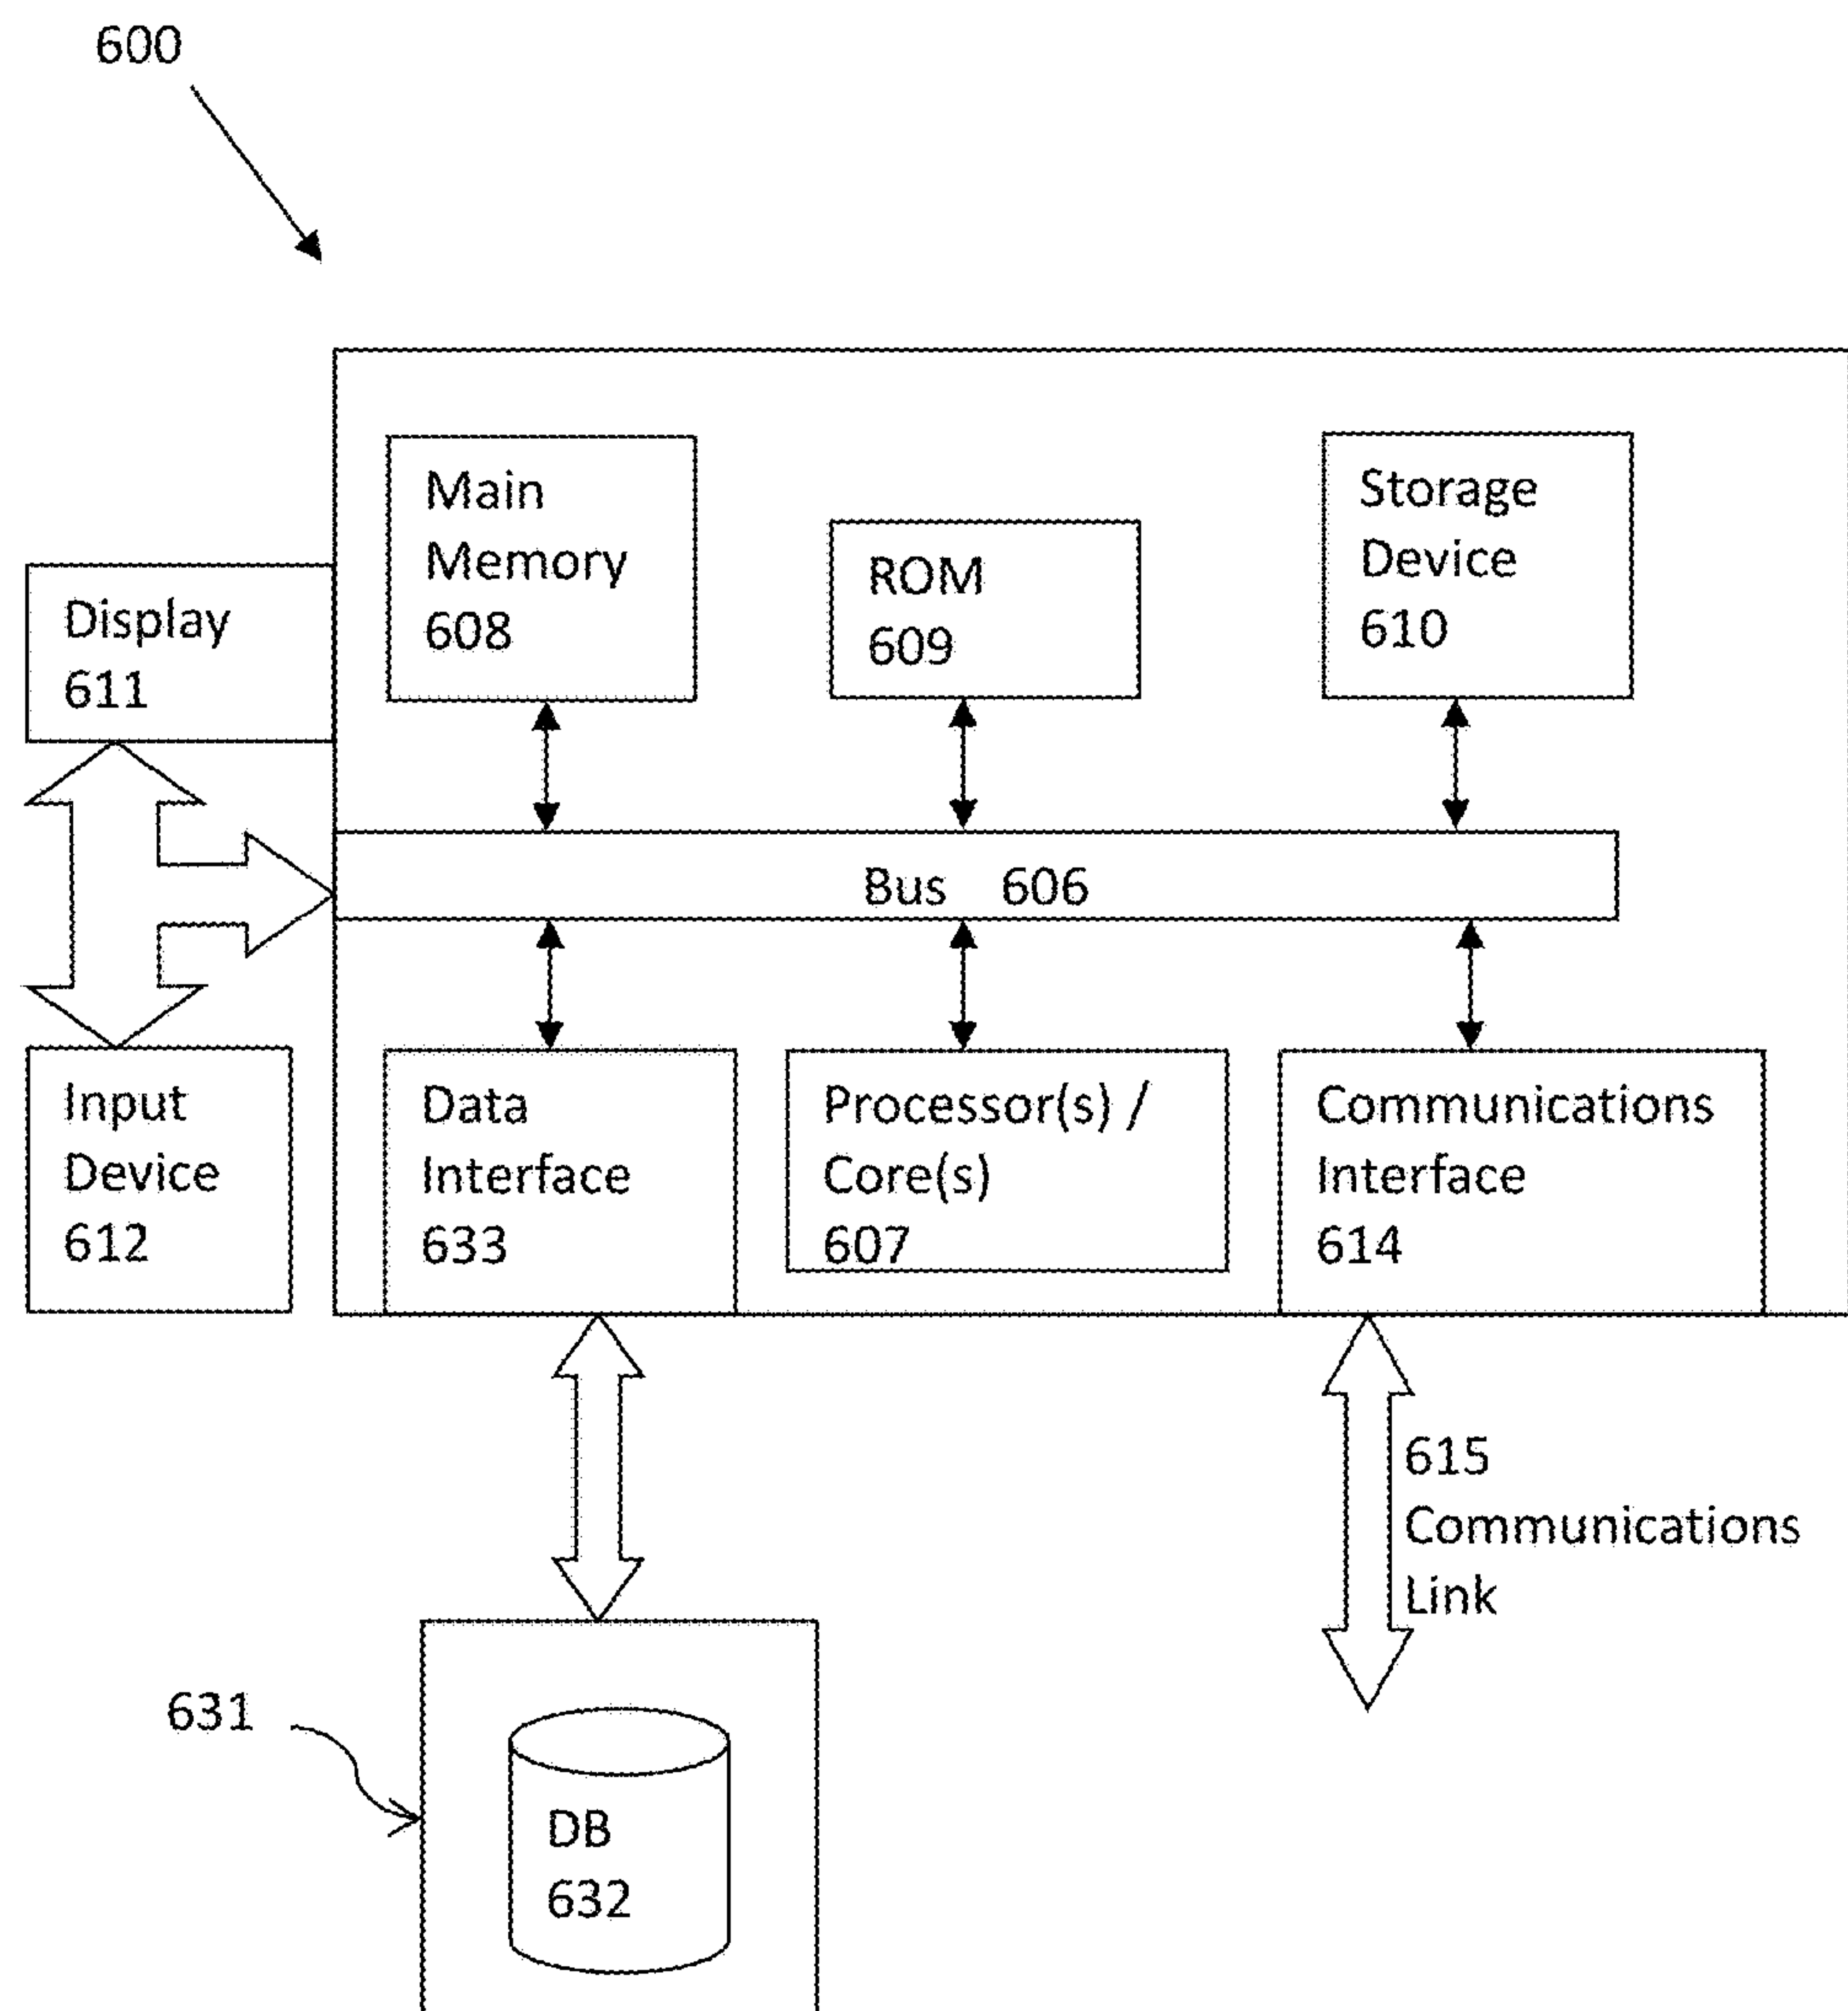 600
Main
Memory
608
ROM
609
Storage
Device
610
Display
611
Bus 606
Input
Device
612
Data
Interface
633
Processor(s) /
Core(s)
607
Communications
Interface
614
615
Communications
Link
631
DB
632